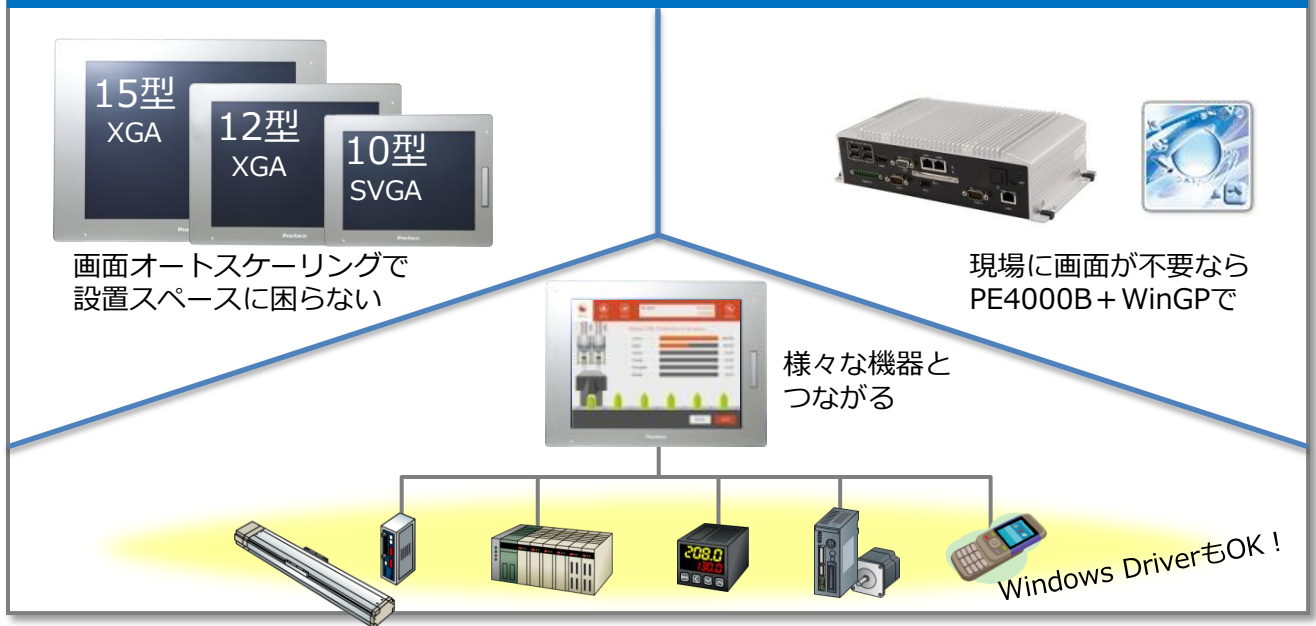 15型
XGA
12型
XGA
10型
SVGA
Pro-face
Pro-face
画面オートスケーリングで
設置スペースに困らない
現場に画面が不要なら
PE4000B+WinGPで
様々な機器と
つながる
208.0
130.0
Windows DriverもOK！